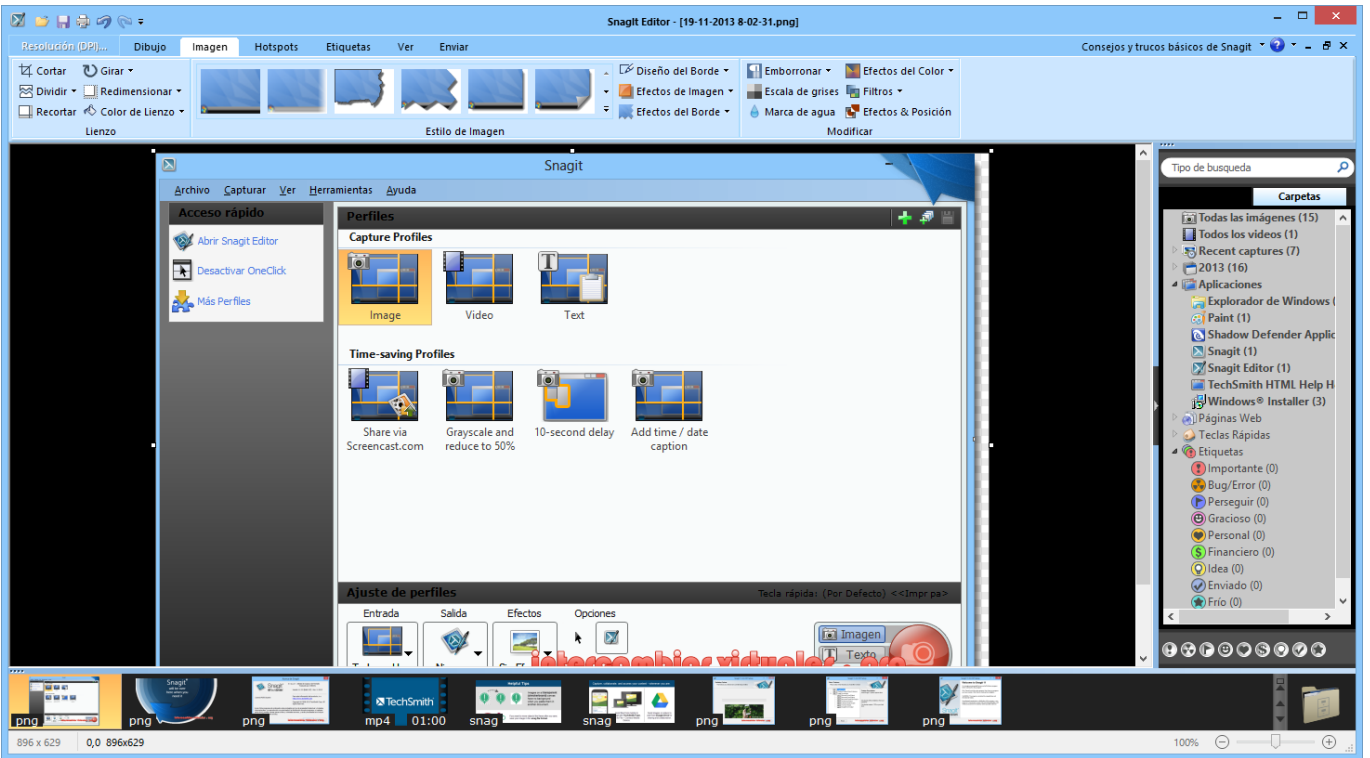 SnagIt Editor - [19-11-2013 8-02-31.png]
Resolución (DPI)... Dibujo Imagen Hotspots Etiquetas Ver Enviar Consejos y trucos básicos de Snagit
Cortar Girar
Dividir Redimensionar
Recortar Color de Lienzo
Lienzo
Estilo de Imagen
Diseño del Borde
Efectos de Imagen
Efectos del Borde
Emborronar Efectos del Color
Escala de grises Filtros
Marca de agua Efectos & Posición
Modificar
Snagit
Archivo Capturar Ver Herramientas Ayuda
Acceso rápido
Abrir Snagit Editor
Desactivar OneClick
Más Perfiles
Perfiles
Capture Profiles
Image Video Text
Time-saving Profiles
Share via Screencast.com
Grayscale and reduce to 50%
10-second delay
Add time / date caption
Ajuste de perfiles Tecla rápida: (Por Defecto) <<Impr pa>
Entrada Salida Efectos Opciones
Imagen
Texto
Tipo de busqueda
Carpetas
Todas las imágenes (15)
Todos los videos (1)
Recent captures (7)
2013 (16)
Aplicaciones
Explorador de Windows (
Paint (1)
Shadow Defender Applic
Snagit (1)
Snagit Editor (1)
TechSmith HTML Help H
Windows® Installer (3)
Páginas Web
Teclas Rápidas
Etiquetas
Importante (0)
Bug/Error (0)
Perseguir (0)
Gracioso (0)
Personal (0)
Financiero (0)
Idea (0)
Enviado (0)
Frío (0)
png png png mp4 01:00 snag snag png png png
Snagit
TechSmith
Helpful Tips
896 x 629 0,0 896x629 100%